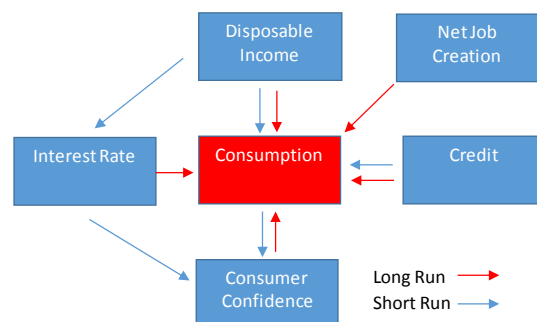 Disposable
Income
Net Job
Creation
Interest Rate
Consumption
Credit
Consumer
Confidence
Long Run
Short Run